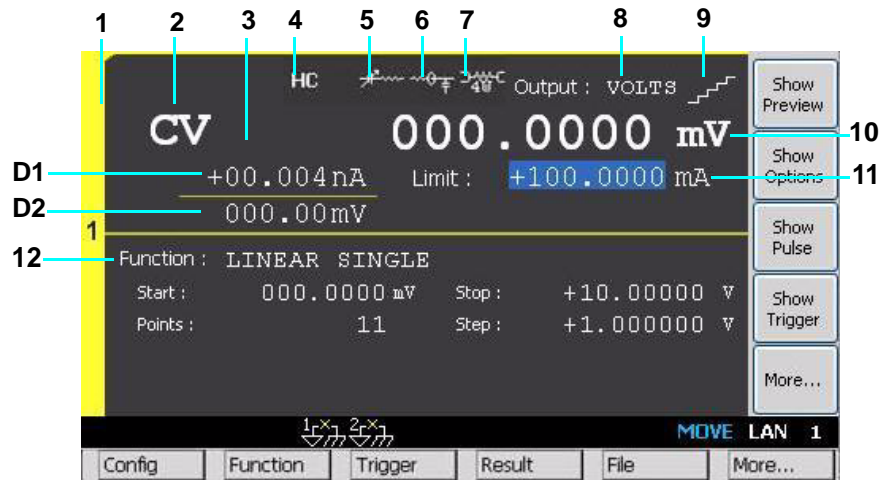 1 2 3 4 5 6 7 8 9
HC 4W Output : VOLTS
CV 000.0000 mV 10
D1 +00.004nA Limit : +100.0000 mA 11
D2 000.00mV
1
12 Function : LINEAR SINGLE
Start : 000.0000 mV Stop : +10.00000 V
Points : 11 Step : +1.000000 V
Show Preview
Show Options
Show Pulse
Show Trigger
More...
1 2 MOVE LAN 1
Config Function Trigger Result File More...